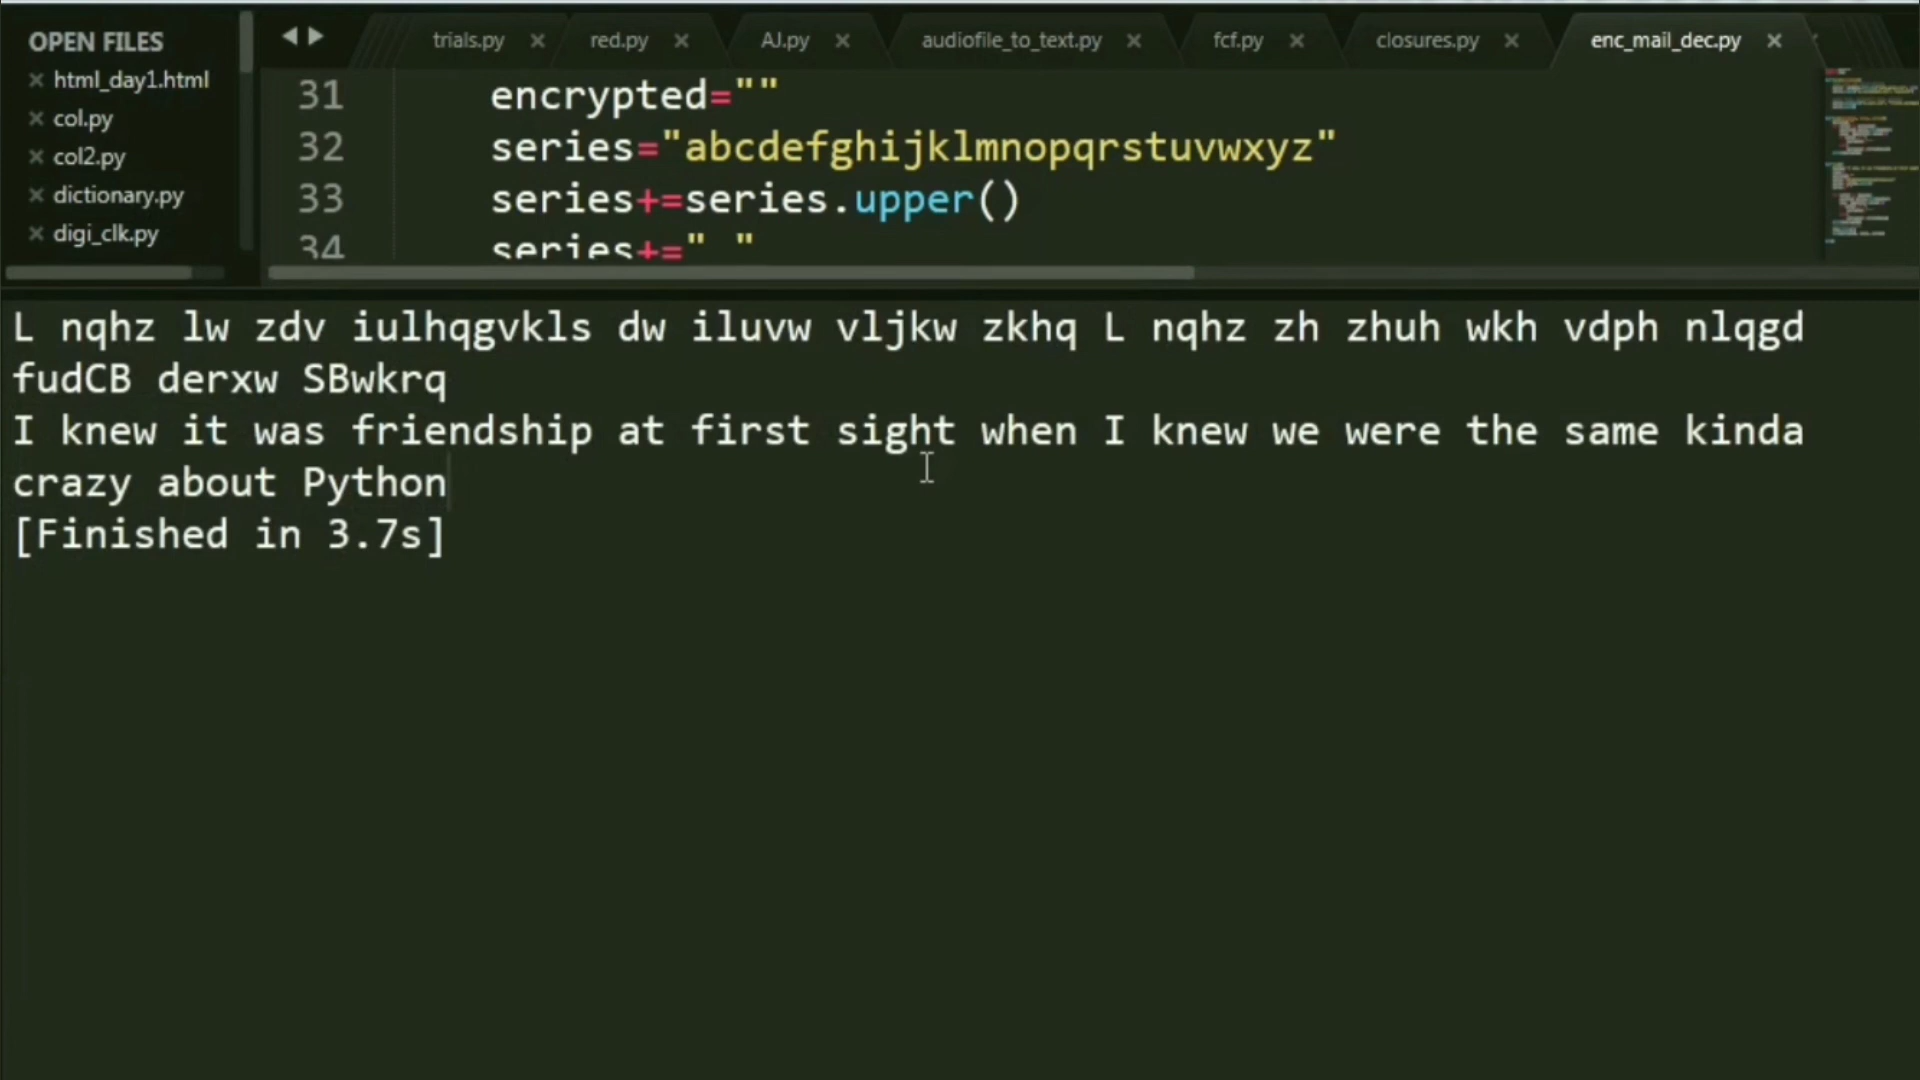 OPEN FILES
html_day1.html
col.py
col2.py
dictionary.py
digi_clk.py
trials.py
red.py
AJ.py
audiofile_to_text.py
fcf.py
closures.py
enc_mail_dec.py
31 encrypted=""
32 series="abcdefghijklmnopqrstuvwxyz"
33 series+=series.upper()
34 series+=" "
L nqhz lw zdv iulhqgvkls dw iluvw vljkw zkhq L nqhz zh zhuh wkh vdph nlqgd
fudCB derxw SBwkrq
I knew it was friendship at first sight when I knew we were the same kinda
crazy about Python
[Finished in 3.7s]